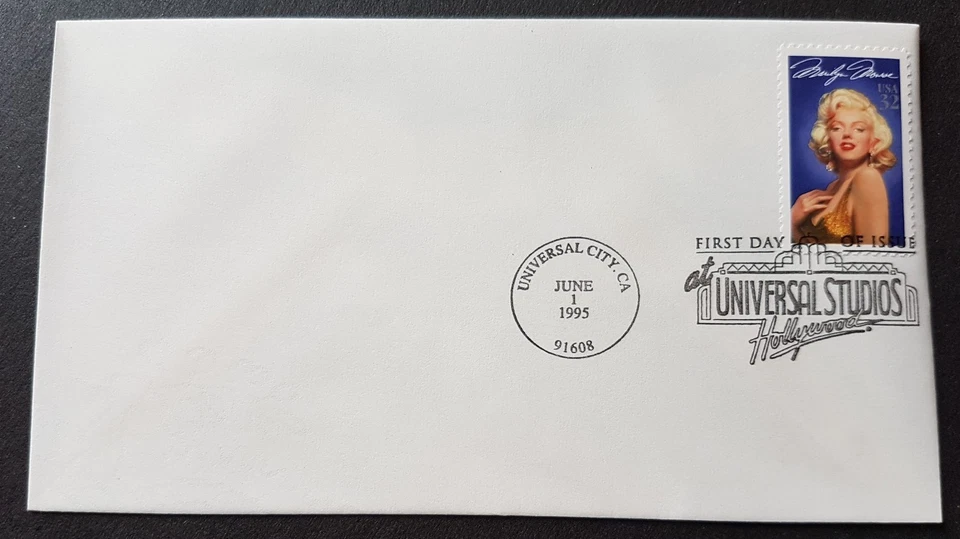 Marilyn Monroe
USA
32
UNIVERSAL CITY, CA
JUNE
1
1995
91608
FIRST DAY OF ISSUE
at
UNIVERSAL STUDIOS
Hollywood